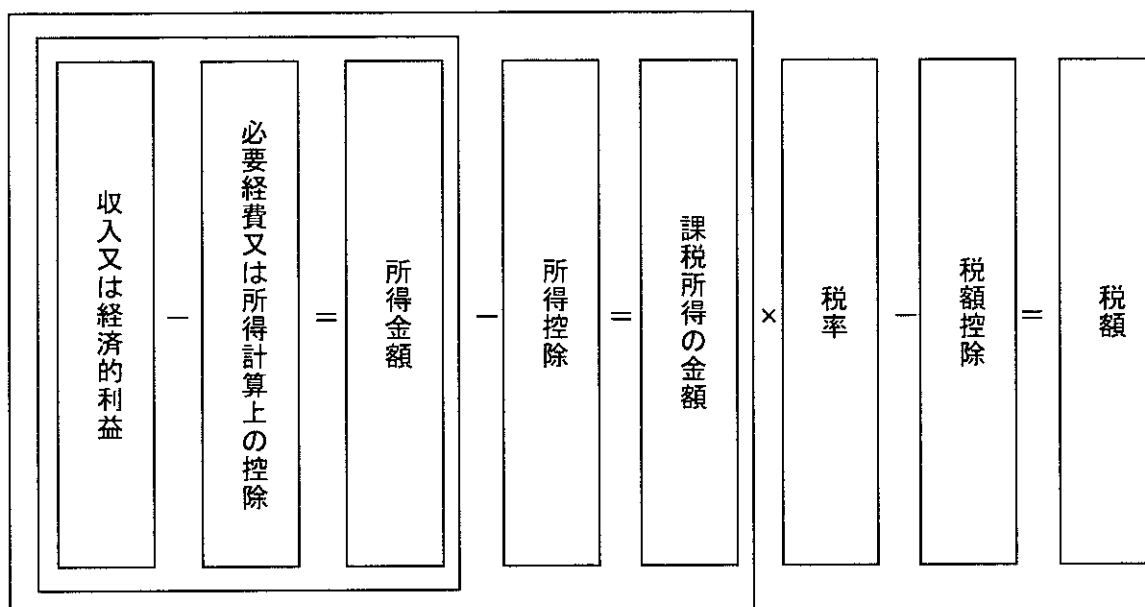 収入又は経済的利益
－
必要経費又は所得計算上の控除
＝
所得金額
－
所得控除
＝
課税所得の金額
×
税率
－
税額控除
＝
税額